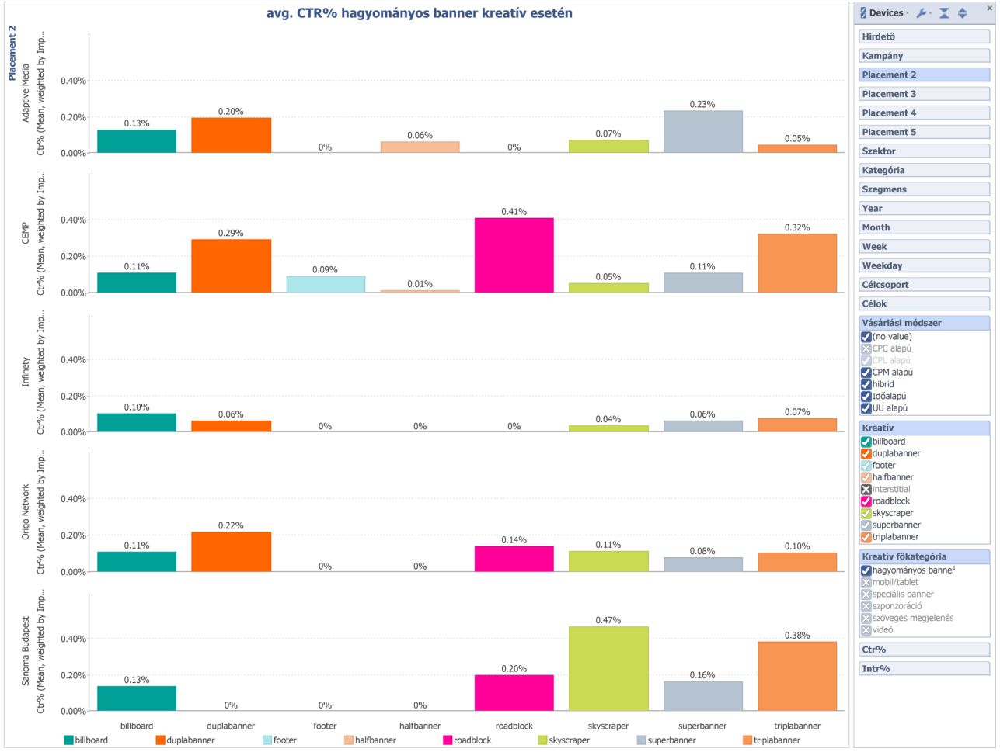 avg. CTR% hagyományos banner kreatív esetén
Placement 2
Adaptive Media
Ctr% (Mean, weighted by Imp...
0.40%
0.20%
0.00%
0.13%
0.20%
0%
0.06%
0%
0.07%
0.23%
0.05%
CEMP
Ctr% (Mean, weighted by Imp...
0.40%
0.20%
0.00%
0.11%
0.29%
0.09%
0.01%
0.41%
0.05%
0.11%
0.32%
Infinety
Ctr% (Mean, weighted by Imp...
0.40%
0.20%
0.00%
0.10%
0.06%
0%
0%
0%
0.04%
0.06%
0.07%
Origo Network
Ctr% (Mean, weighted by Imp...
0.40%
0.20%
0.00%
0.11%
0.22%
0%
0%
0.14%
0.11%
0.08%
0.10%
Sanoma Budapest
Ctr% (Mean, weighted by Imp...
0.40%
0.20%
0.00%
0.13%
0%
0%
0%
0.20%
0.47%
0.16%
0.38%
billboard duplabanner footer halfbanner roadblock skyscraper superbanner triplabanner
billboard duplabanner footer halfbanner roadblock skyscraper superbanner triplabanner
Devices
Hirdető
Kampány
Placement 2
Placement 3
Placement 4
Placement 5
Szektor
Kategória
Szegmens
Year
Month
Week
Weekday
Célcsoport
Célok
Vásárlási módszer
(no value)
CPC alapú
CPL alapú
CPM alapú
hibrid
Időalapú
UU alapú
Kreatív
billboard
duplabanner
footer
halfbanner
interstitial
roadblock
skyscraper
superbanner
triplabanner
Kreatív főkategória
hagyományos banner
mobil/tablet
speciális banner
szponzoráció
szöveges megjelenés
videó
Ctr%
Intr%